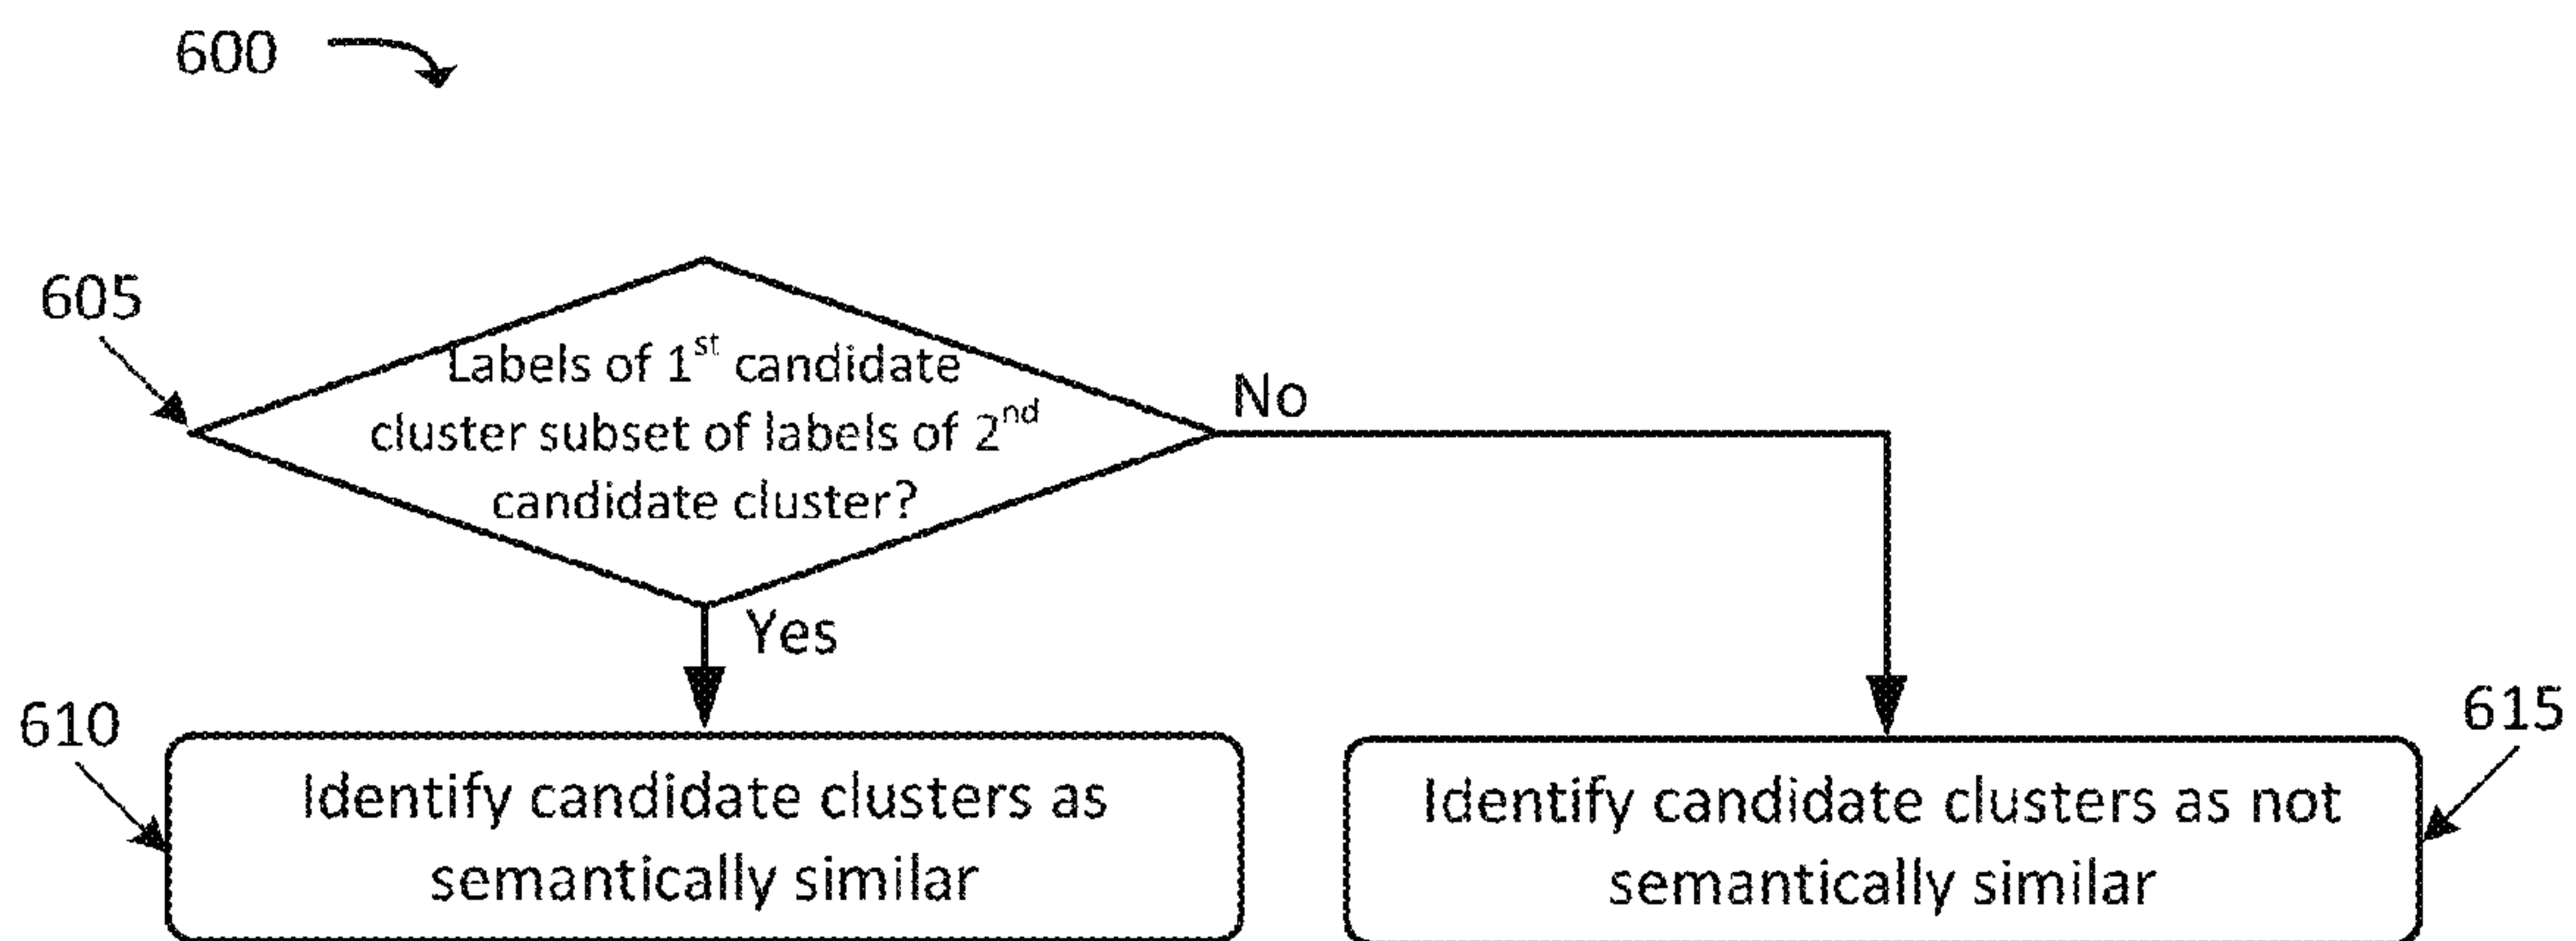 600
605
Labels of 1st candidate
cluster subset of labels of 2nd
candidate cluster?
No
Yes
610
Identify candidate clusters as
semantically similar
615
Identify candidate clusters as not
semantically similar